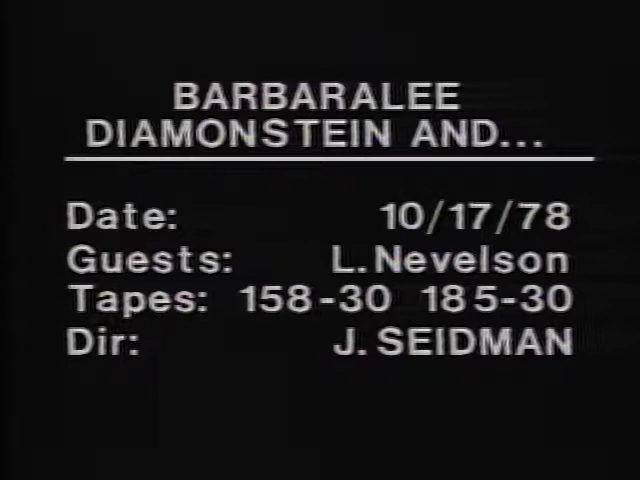 BARBARALEE
DIAMONSTEIN AND...
Date: 10/17/78
Guests: L. Nevelson
Tapes: 158-30 185-30
Dir: J. SEIDMAN